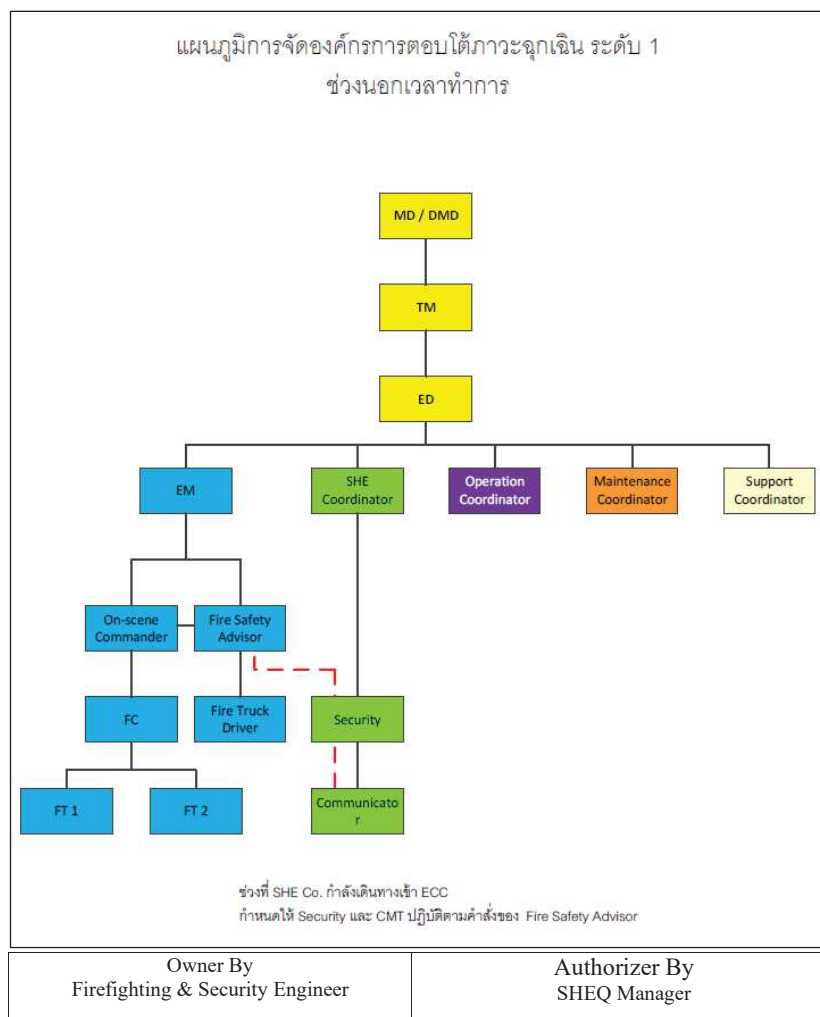 แผนภูมิการจัดองค์กรการตอบโต้ภาวะฉุกเฉิน ระดับ 1
ช่วงนอกเวลาทำการ
MD / DMD
TM
ED
EM
SHE
Coordinator
Operation
Coordinator
Maintenance
Coordinator
Support
Coordinator
On-scene
Commander
Fire Safety
Advisor
FC
Fire Truck
Driver
Security
FT 1
FT 2
Communicato
r
ช่วงที่ SHE Co. กำลังเดินทางเข้า ECC
กำหนดให้ Security และ CMT ปฏิบัติตามคำสั่งของ Fire Safety Advisor
Owner By
Firefighting & Security Engineer
Authorizer By
SHEQ Manager